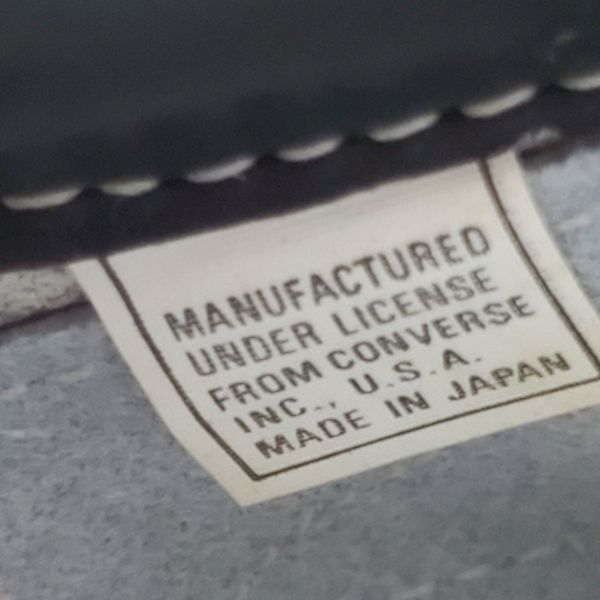 MANUFACTURED
UNDER LICENSE
FROM CONVERSE
INC., U.S.A.
MADE IN JAPAN